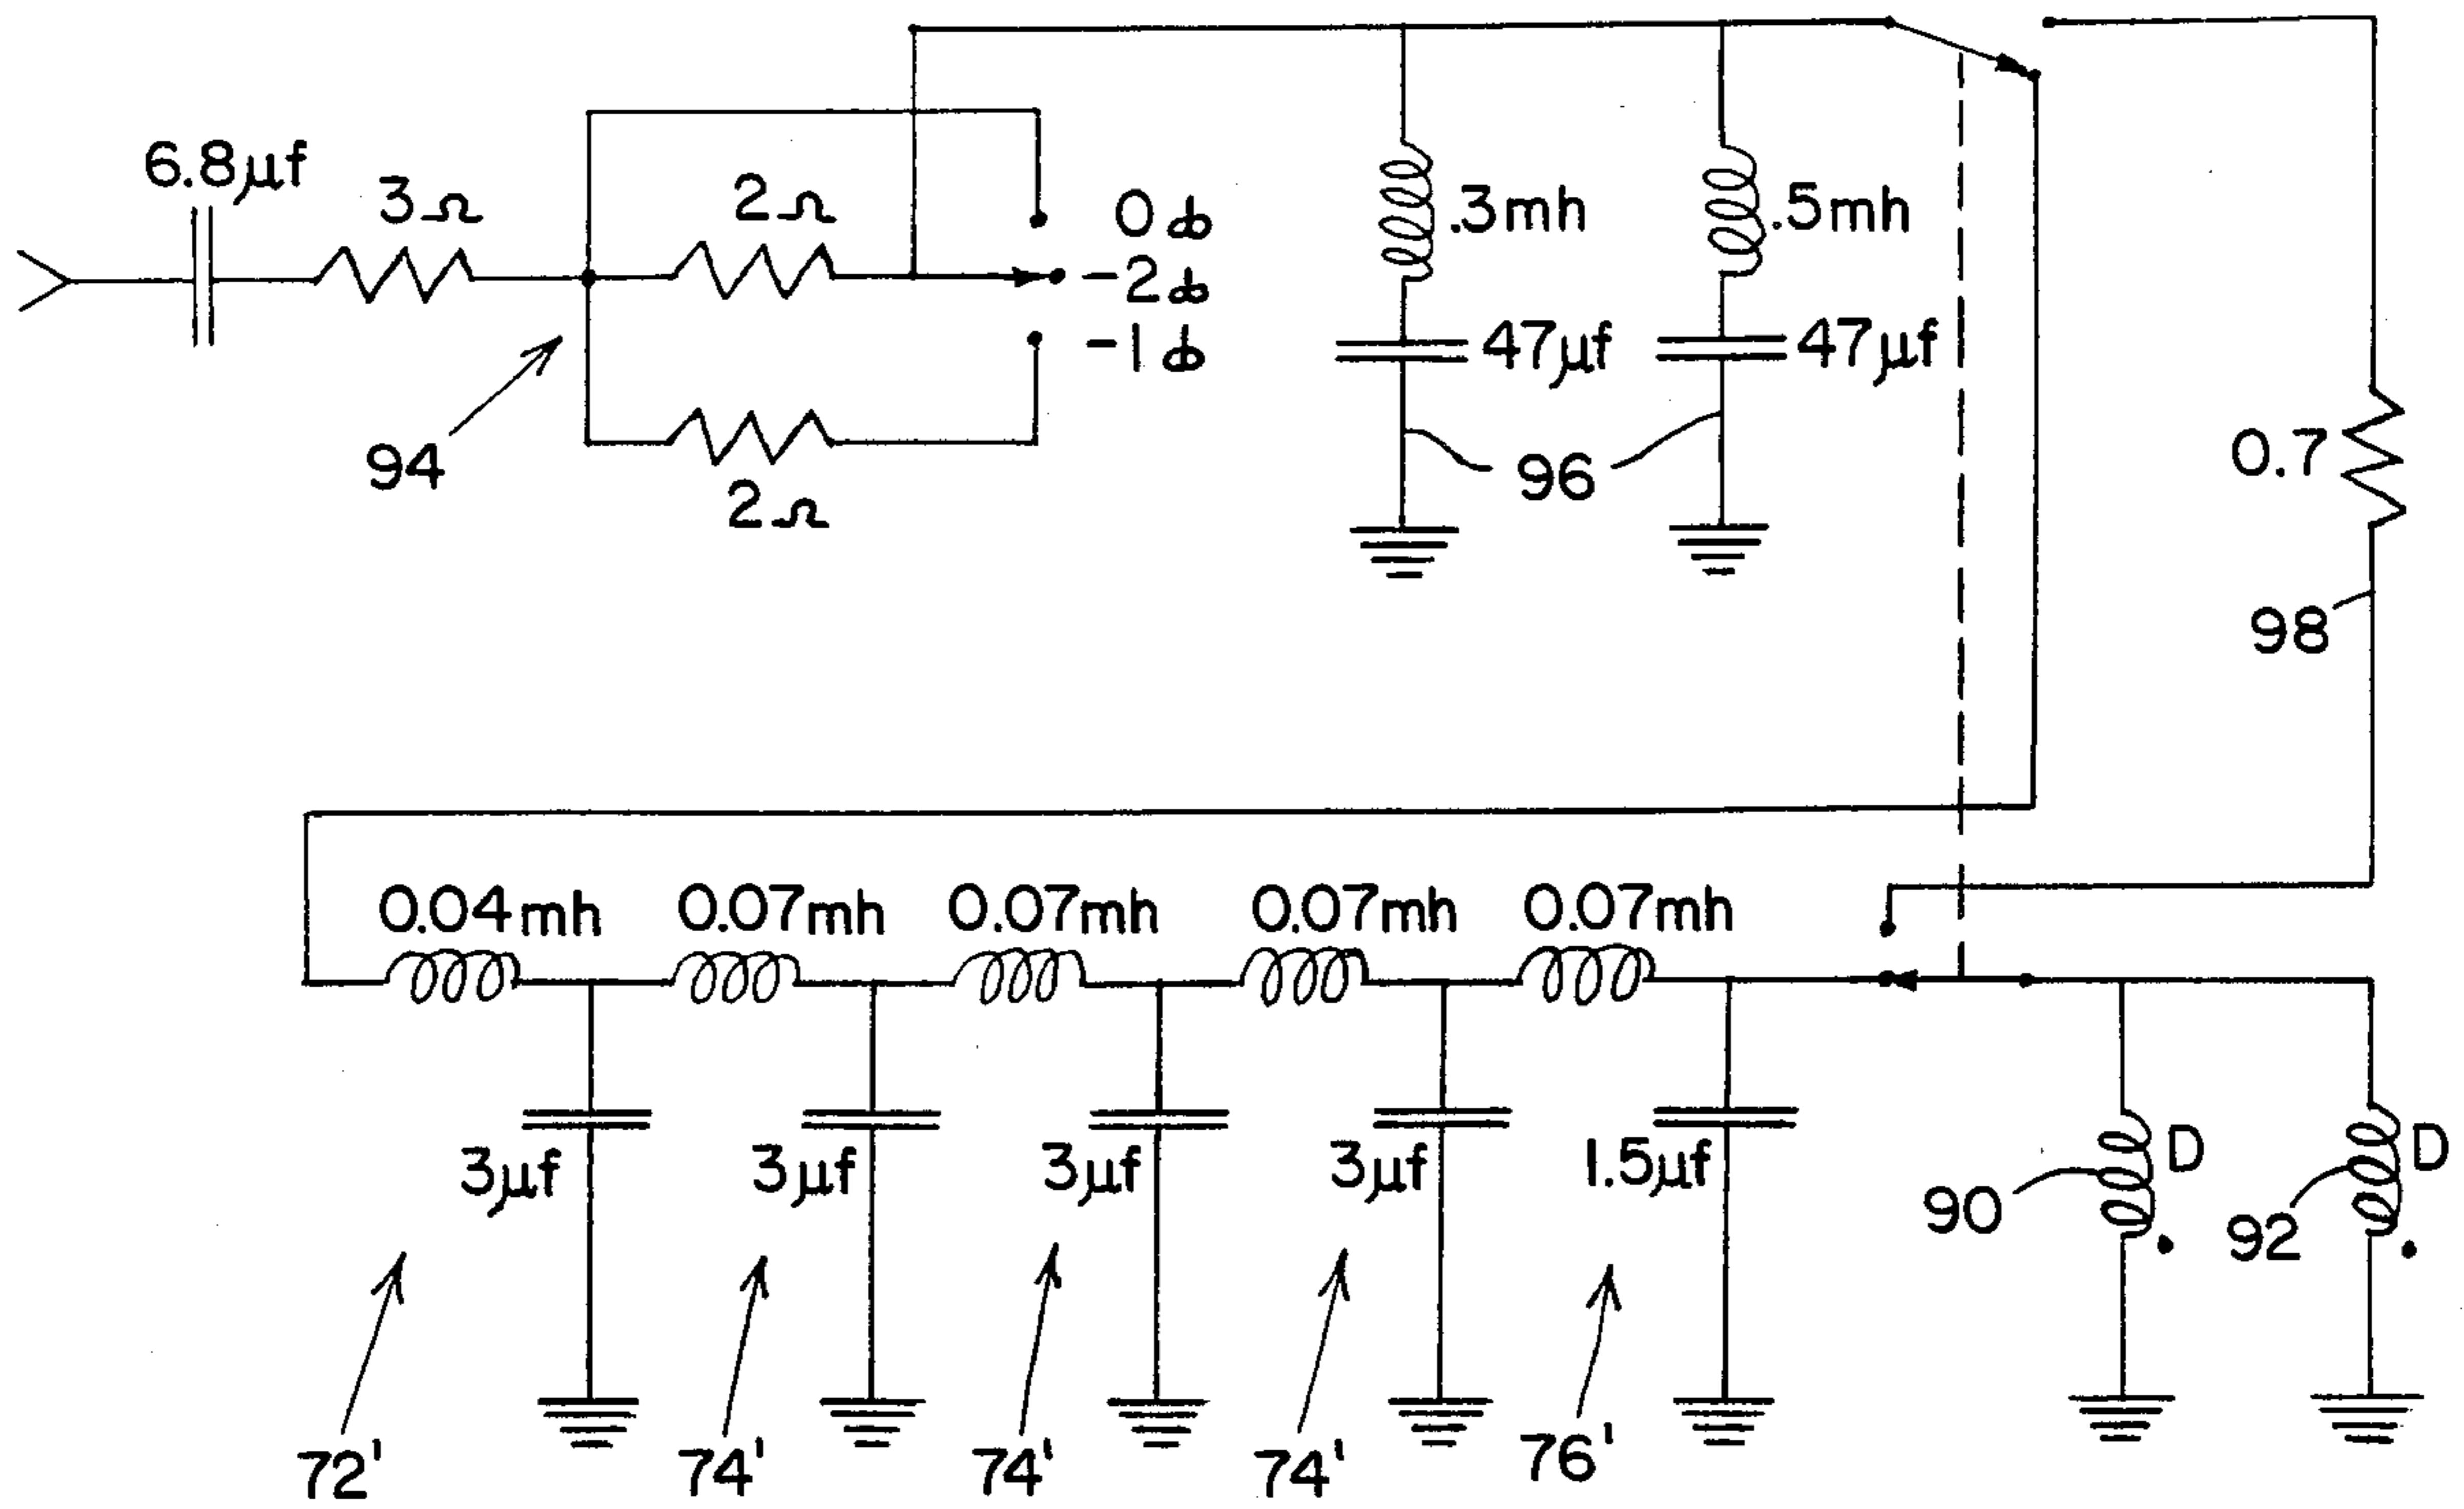 6.8µf
3Ω
2Ω
0 db
-2 db
-1 db
94
2Ω
.3mh
.5mh
47µf
47µf
96
0.7
98
0.04mh
0.07mh
0.07mh
0.07mh
0.07mh
3µf
3µf
3µf
3µf
1.5µf
90
D
92
D
72'
74'
74'
74'
76'